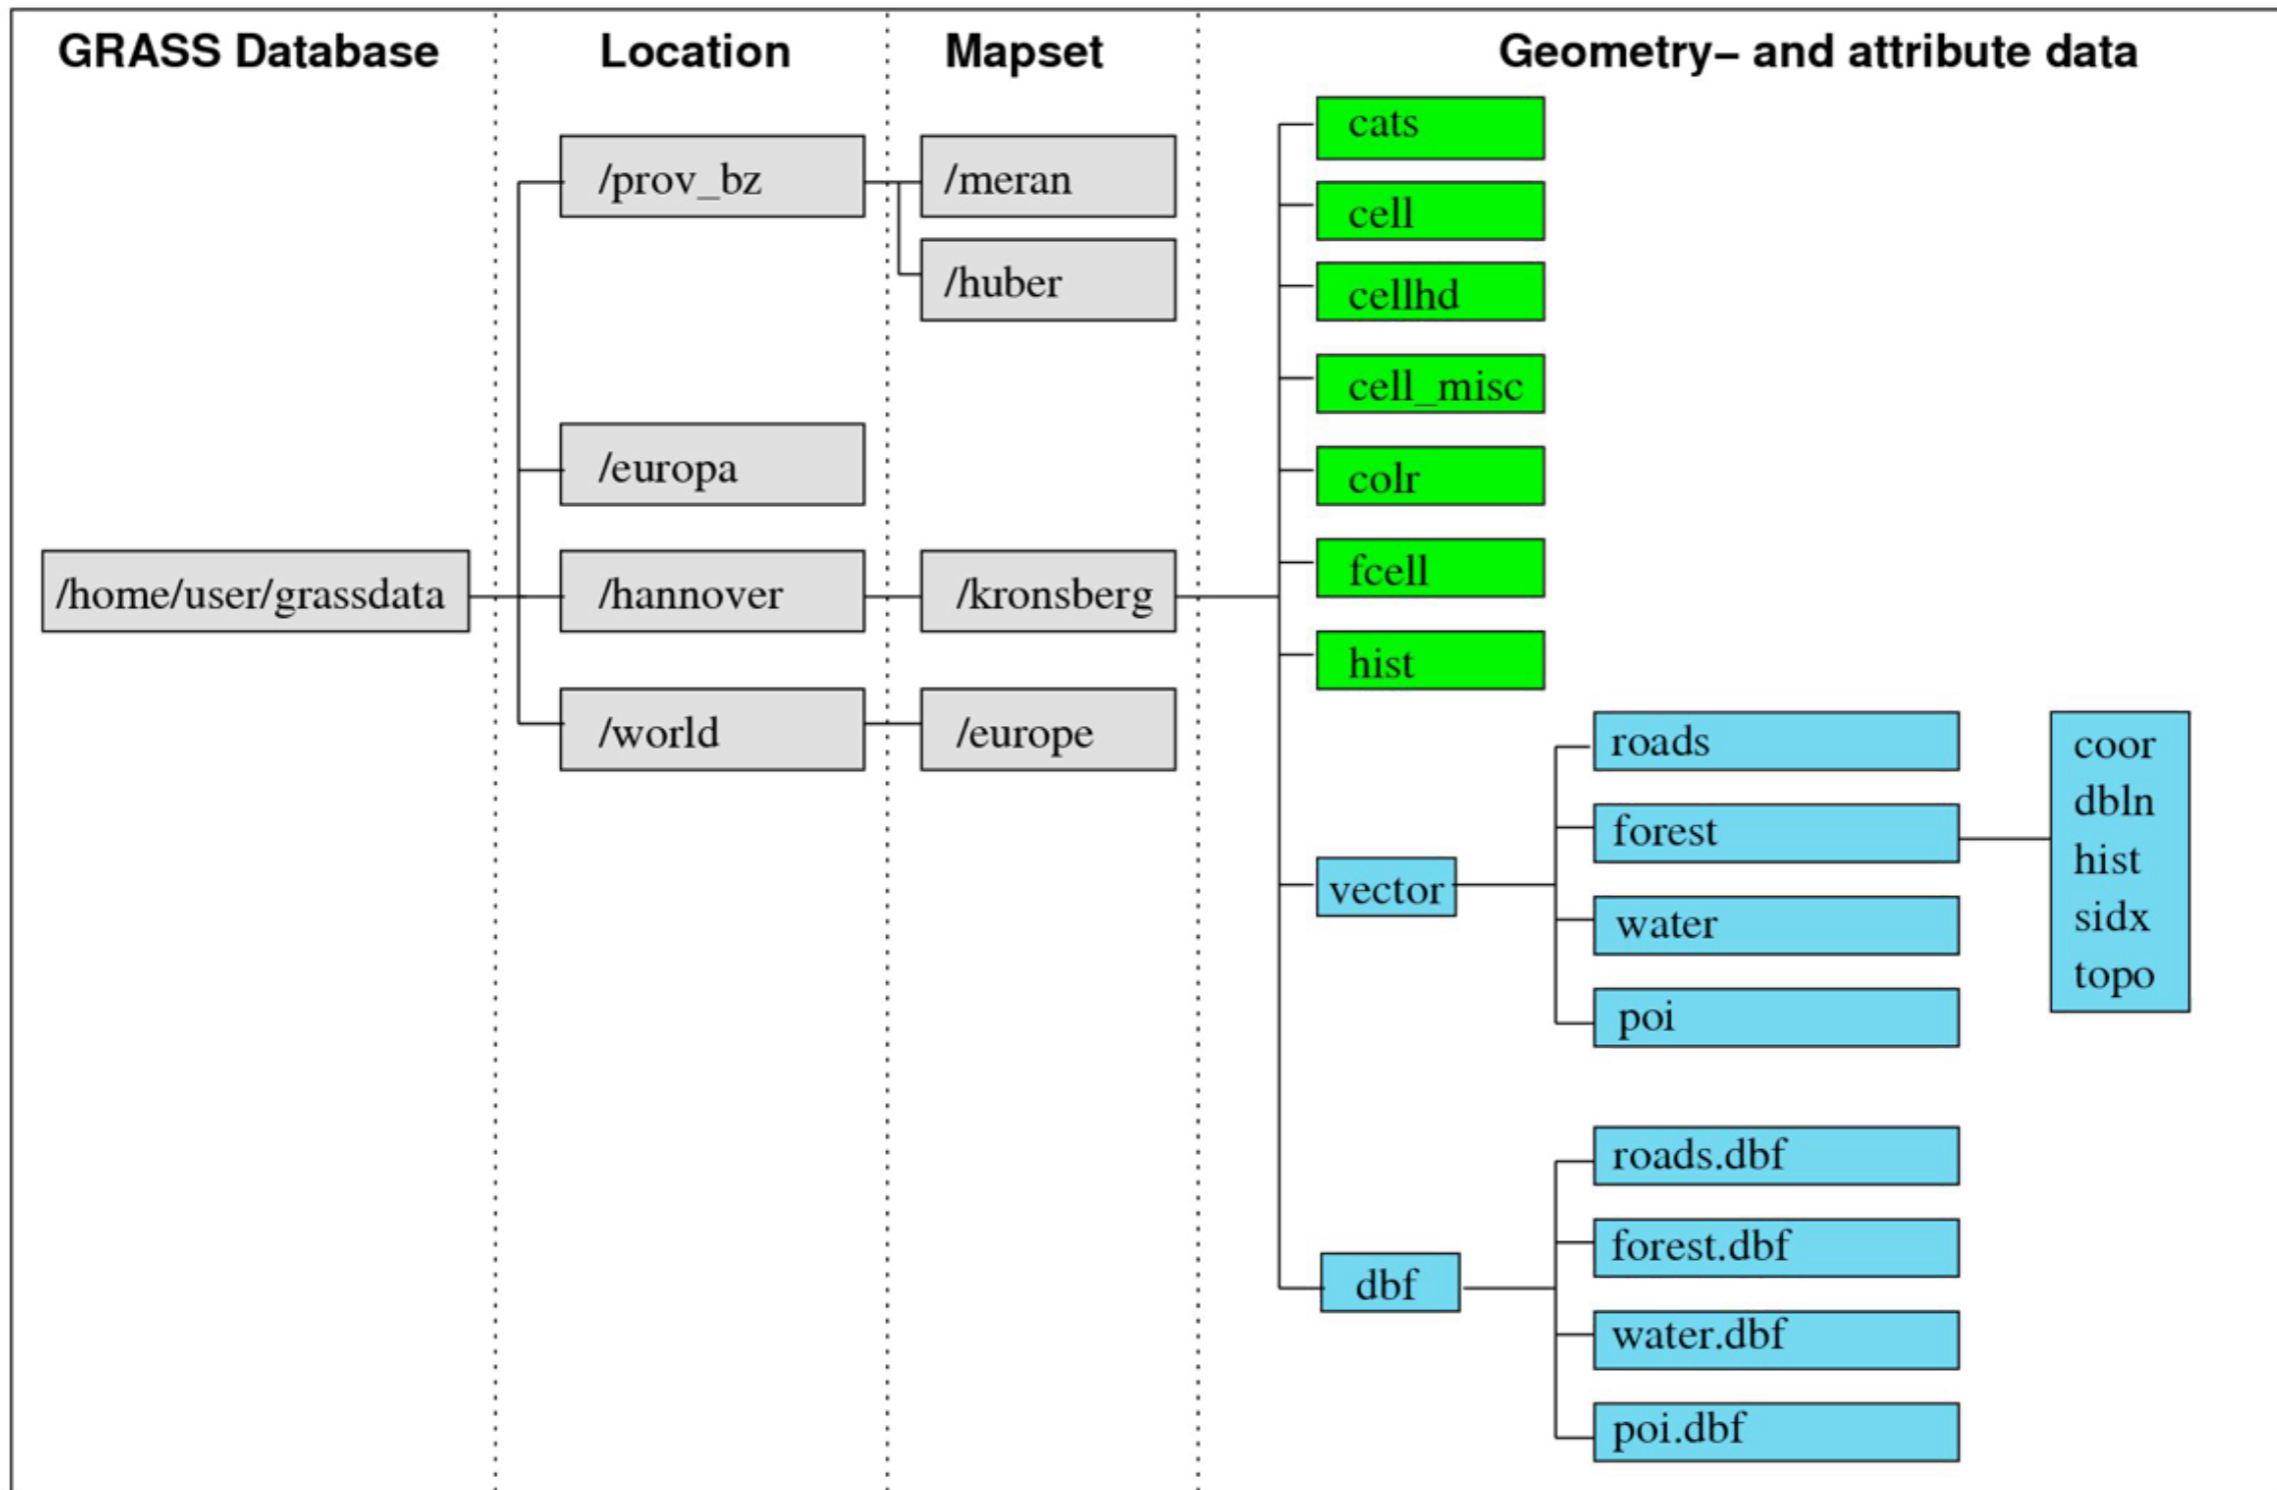 GRASS Database
Location
Mapset
Geometry– and attribute data
/home/user/grassdata
/prov_bz
/europa
/hannover
/world
/meran
/huber
/kronsberg
/europe
cats
cell
cellhd
cell_misc
colr
fcell
hist
vector
roads
forest
water
poi
coor
dbln
hist
sidx
topo
dbf
roads.dbf
forest.dbf
water.dbf
poi.dbf